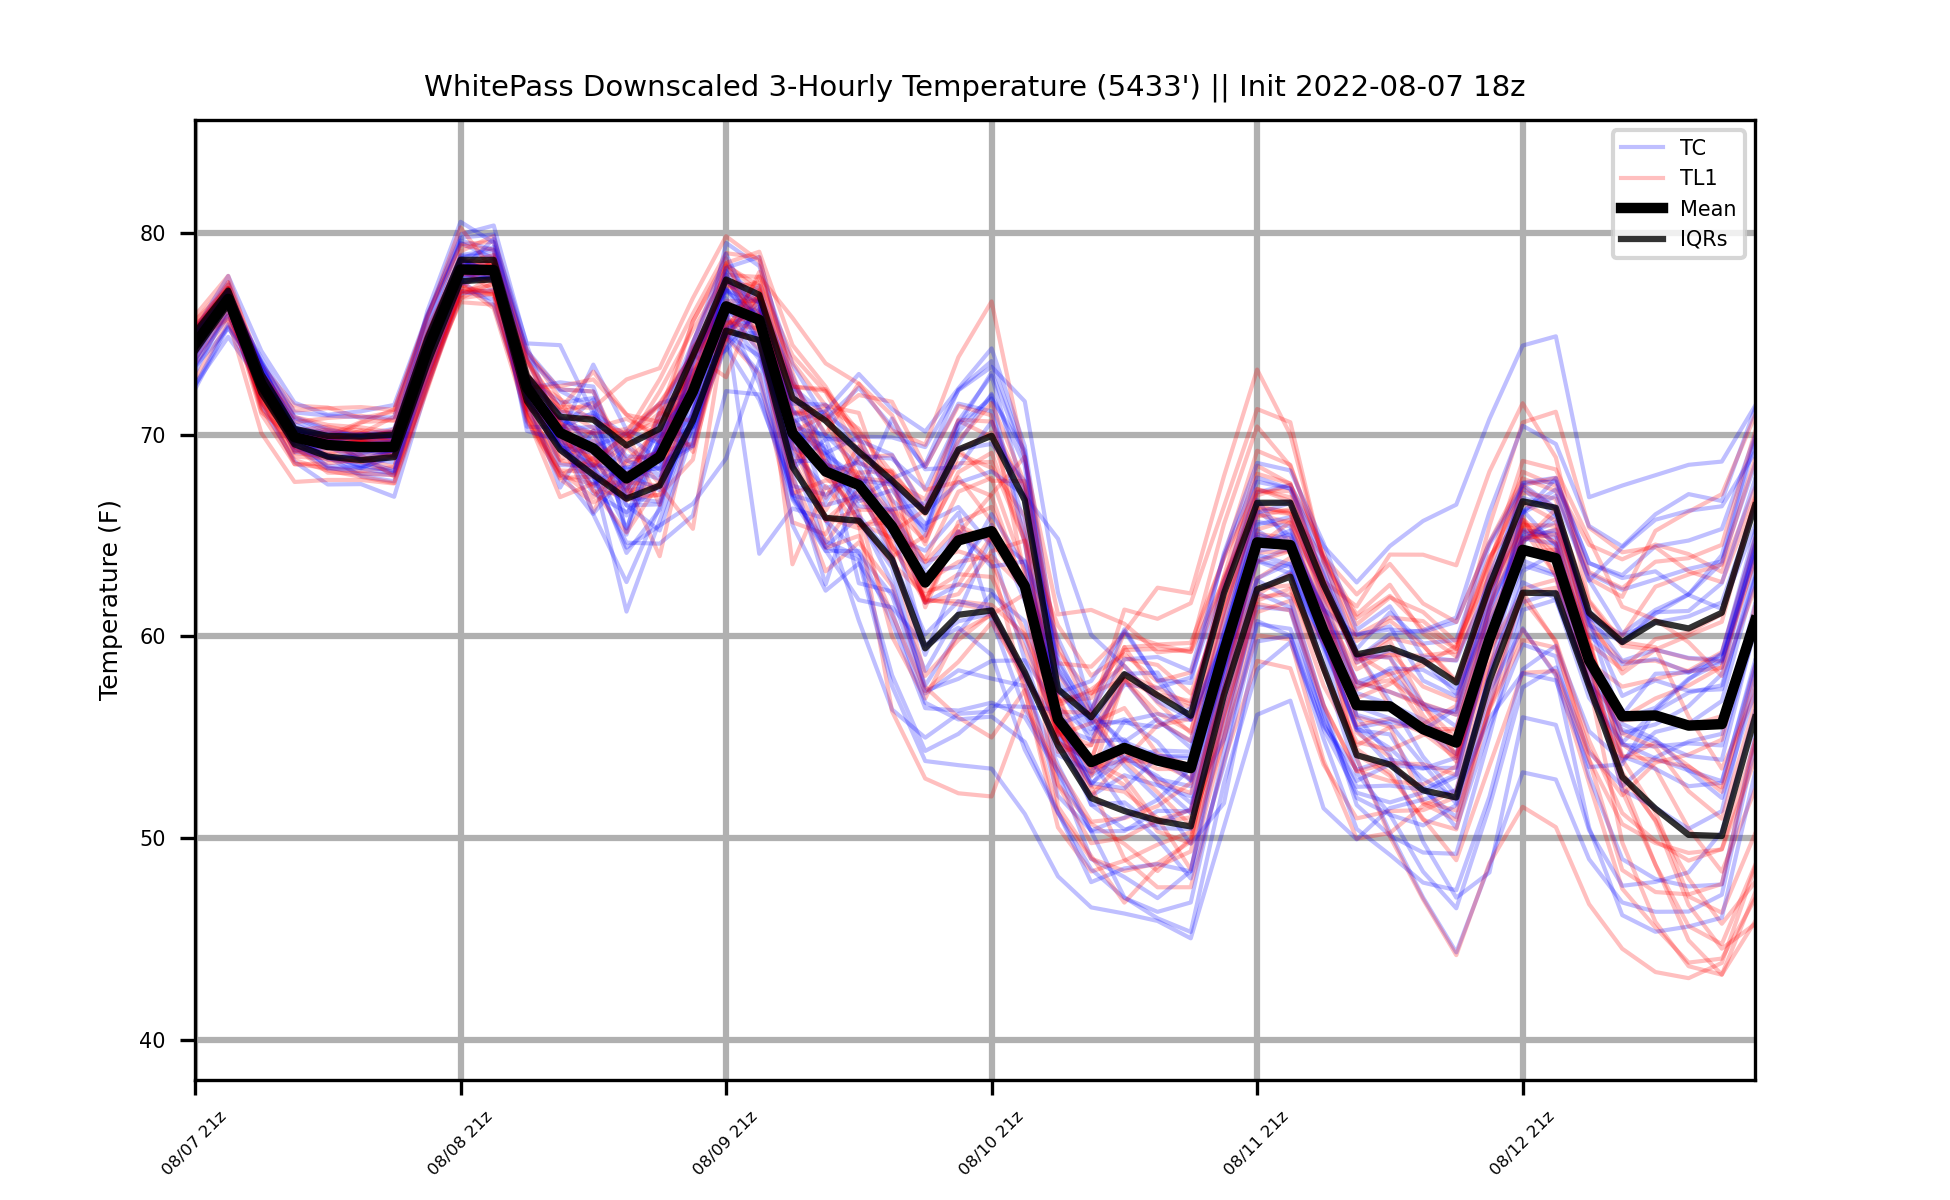 WhitePass Downscaled 3-Hourly Temperature (5433') || Init 2022-08-07 18z
TC
TL1
Mean
IQRs
Temperature (F)
80
70
60
50
40
08/07 21z
08/08 21z
08/09 21z
08/10 21z
08/11 21z
08/12 21z